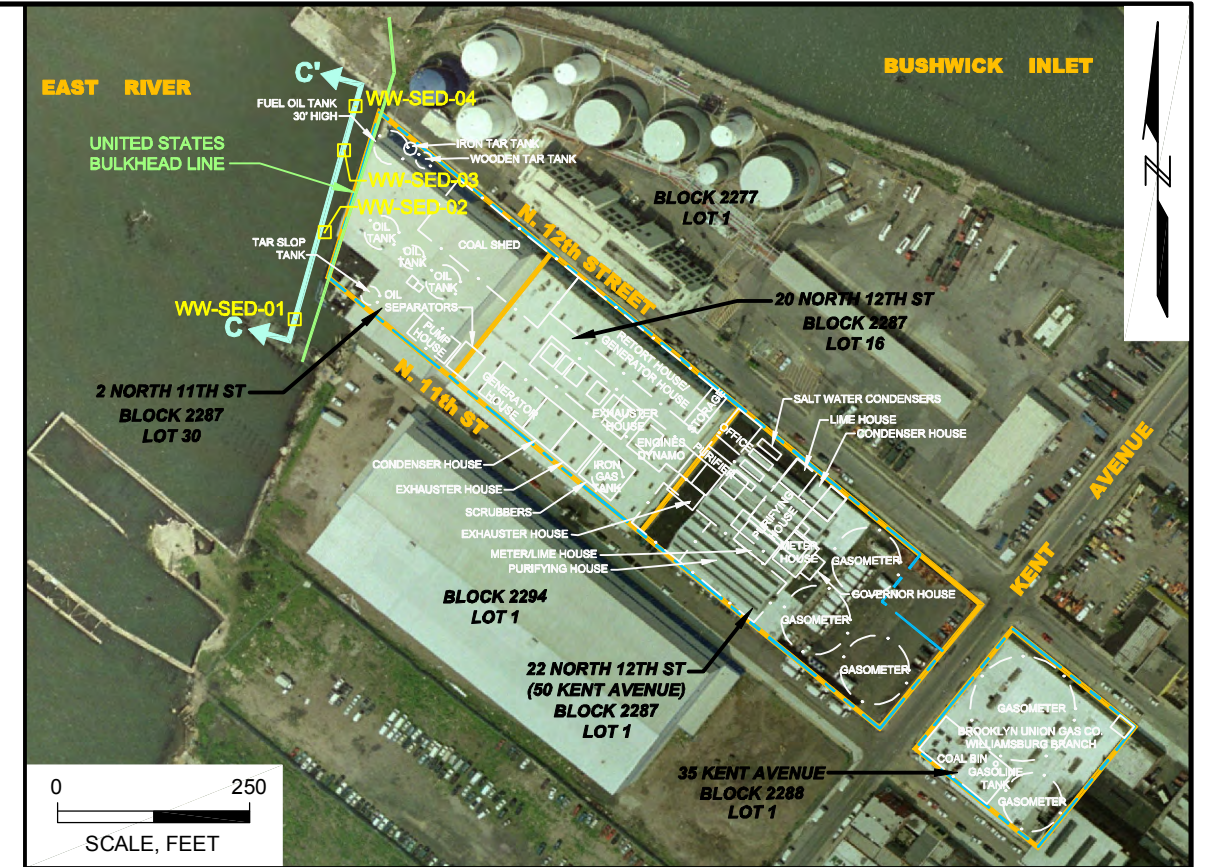 EAST RIVER
BUSHWICK INLET
C'
WW-SED-04
FUEL OIL TANK
30' HIGH
UNITED STATES
BULKHEAD LINE
IRON TAR TANK
WOODEN TAR TANK
WW-SED-03
WW-SED-02
BLOCK 2277
LOT 1
N. 12th STREET
OIL
TANK
OIL
TANK
OIL
TANK
COAL SHED
TAR SLOP
TANK
WW-SED-01
C
OIL
SEPARATORS
PUMP
HOUSE
20 NORTH 12TH ST
BLOCK 2287
LOT 16
RETORT HOUSE/
GENERATOR HOUSE
2 NORTH 11TH ST
BLOCK 2287
LOT 30
N. 11th ST
GENERATOR
HOUSE
EXHAUSTER
HOUSE
STORAGE
ENGINES
DYNAMO
OFFICE
PURIFIER
SALT WATER CONDENSERS
LIME HOUSE
CONDENSER HOUSE
IRON
GAS
TANK
CONDENSER HOUSE
EXHAUSTER HOUSE
SCRUBBERS
EXHAUSTER HOUSE
METER/LIME HOUSE
PURIFYING HOUSE
PURIFYING
HOUSE
METER
HOUSE
GASOMETER
GOVERNOR HOUSE
GASOMETER
GASOMETER
KENT AVENUE
BLOCK 2294
LOT 1
22 NORTH 12TH ST
(50 KENT AVENUE)
BLOCK 2287
LOT 1
GASOMETER
BROOKLYN UNION GAS CO.
WILLIAMSBURG BRANCH
COAL BIN
GASOLINE
TANK
GASOMETER
35 KENT AVENUE
BLOCK 2288
LOT 1
N
0 250
SCALE, FEET